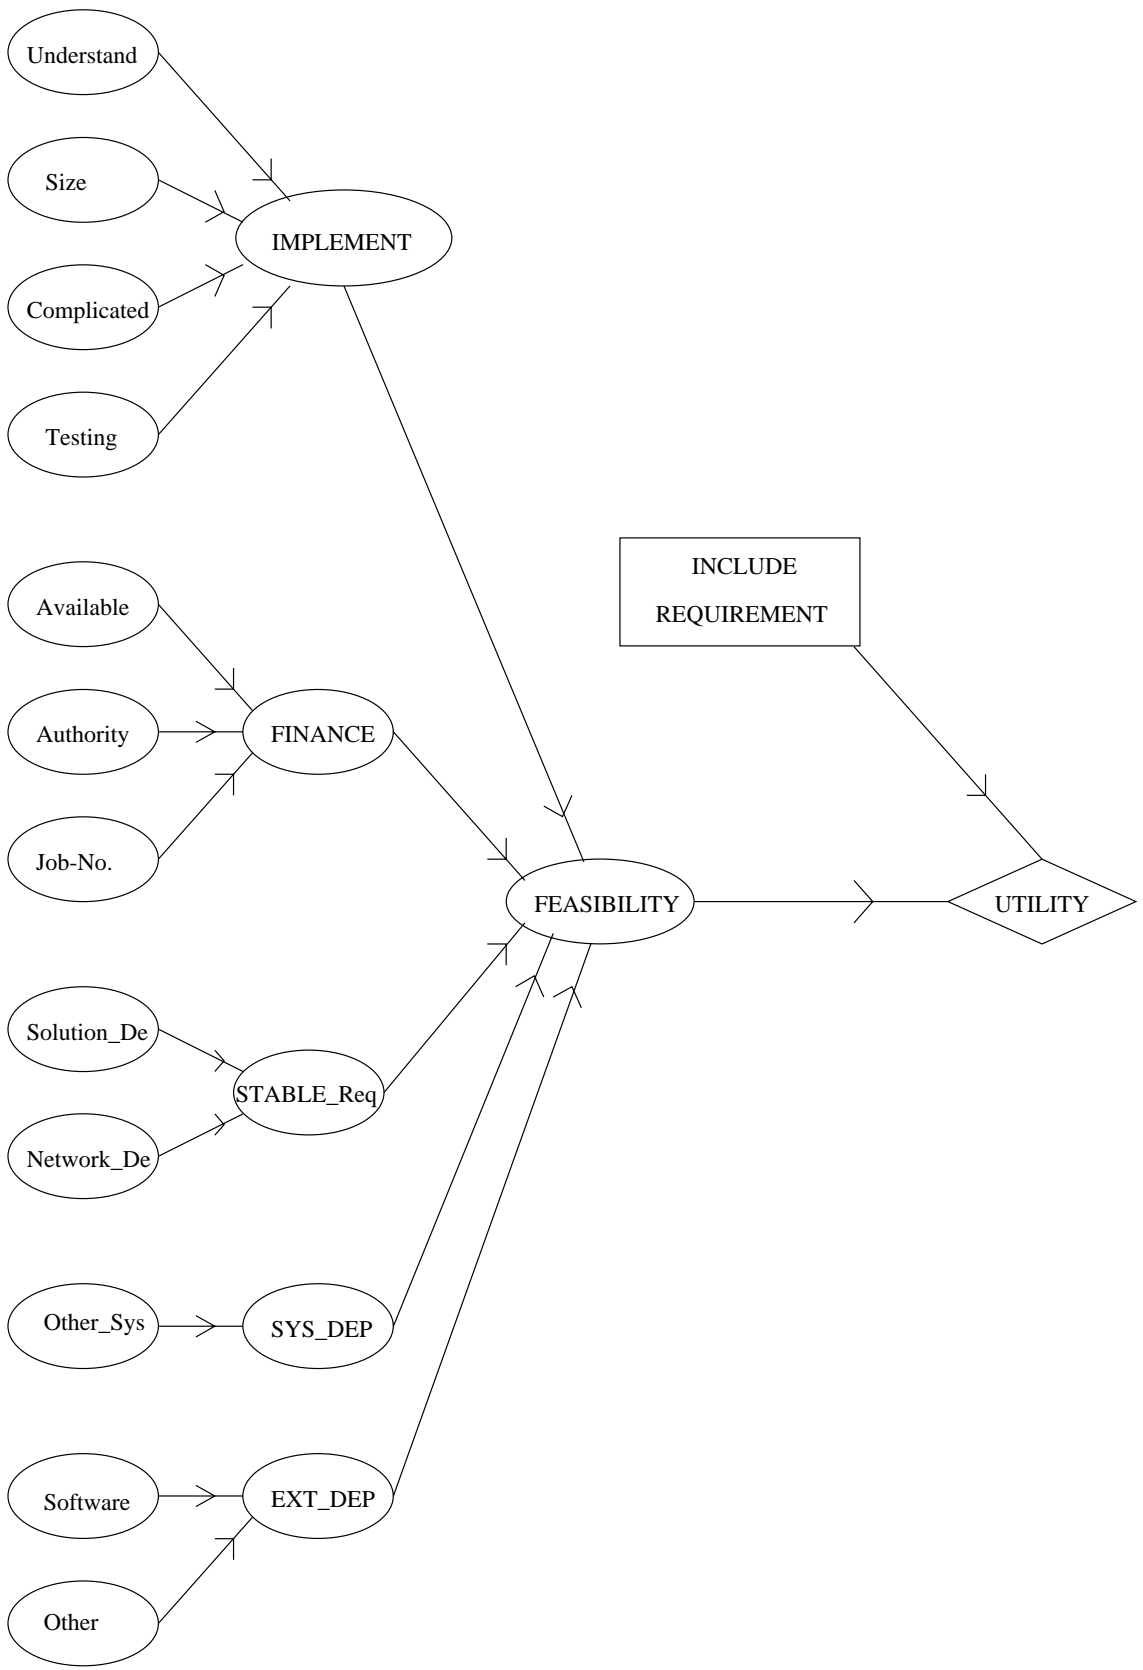 Understand
Size
IMPLEMENT
Complicated
Testing
INCLUDE
REQUIREMENT
Available
Authority
FINANCE
Job-No.
FEASIBILITY
UTILITY
Solution_De
STABLE_Req
Network_De
Other_Sys
SYS_DEP
Software
EXT_DEP
Other